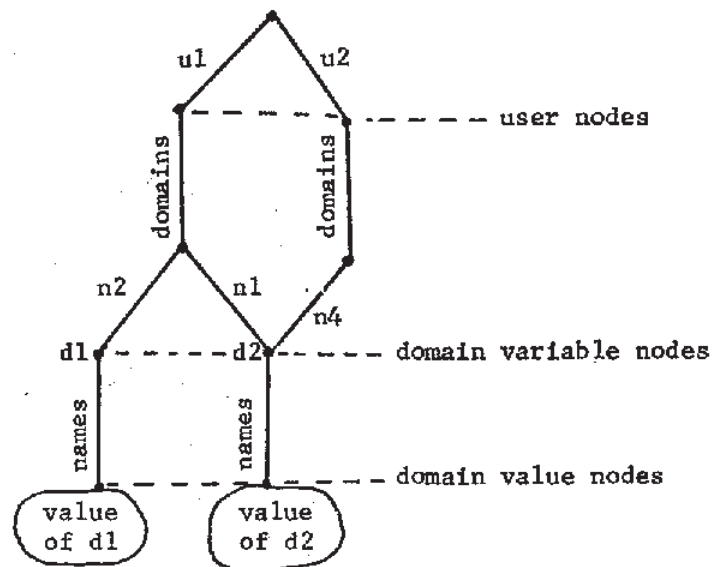 u1
u2
user nodes
domains
domains
n2
n1
n4
d1
d2
domain variable nodes
names
names
domain value nodes
value
of d1
value
of d2